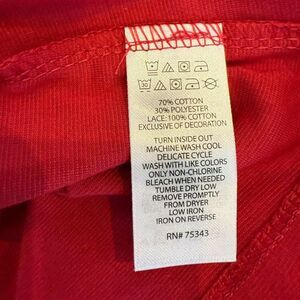 30
70% COTTON
30% POLYESTER
LACE: 100% COTTON
EXCLUSIVE OF DECORATION
TURN INSIDE OUT
MACHINE WASH COOL
DELICATE CYCLE
WASH WITH LIKE COLORS
ONLY NON-CHLORINE
BLEACH WHEN NEEDED
TUMBLE DRY LOW
REMOVE PROMPTLY
FROM DRYER
LOW IRON
IRON ON REVERSE
RN# 75343